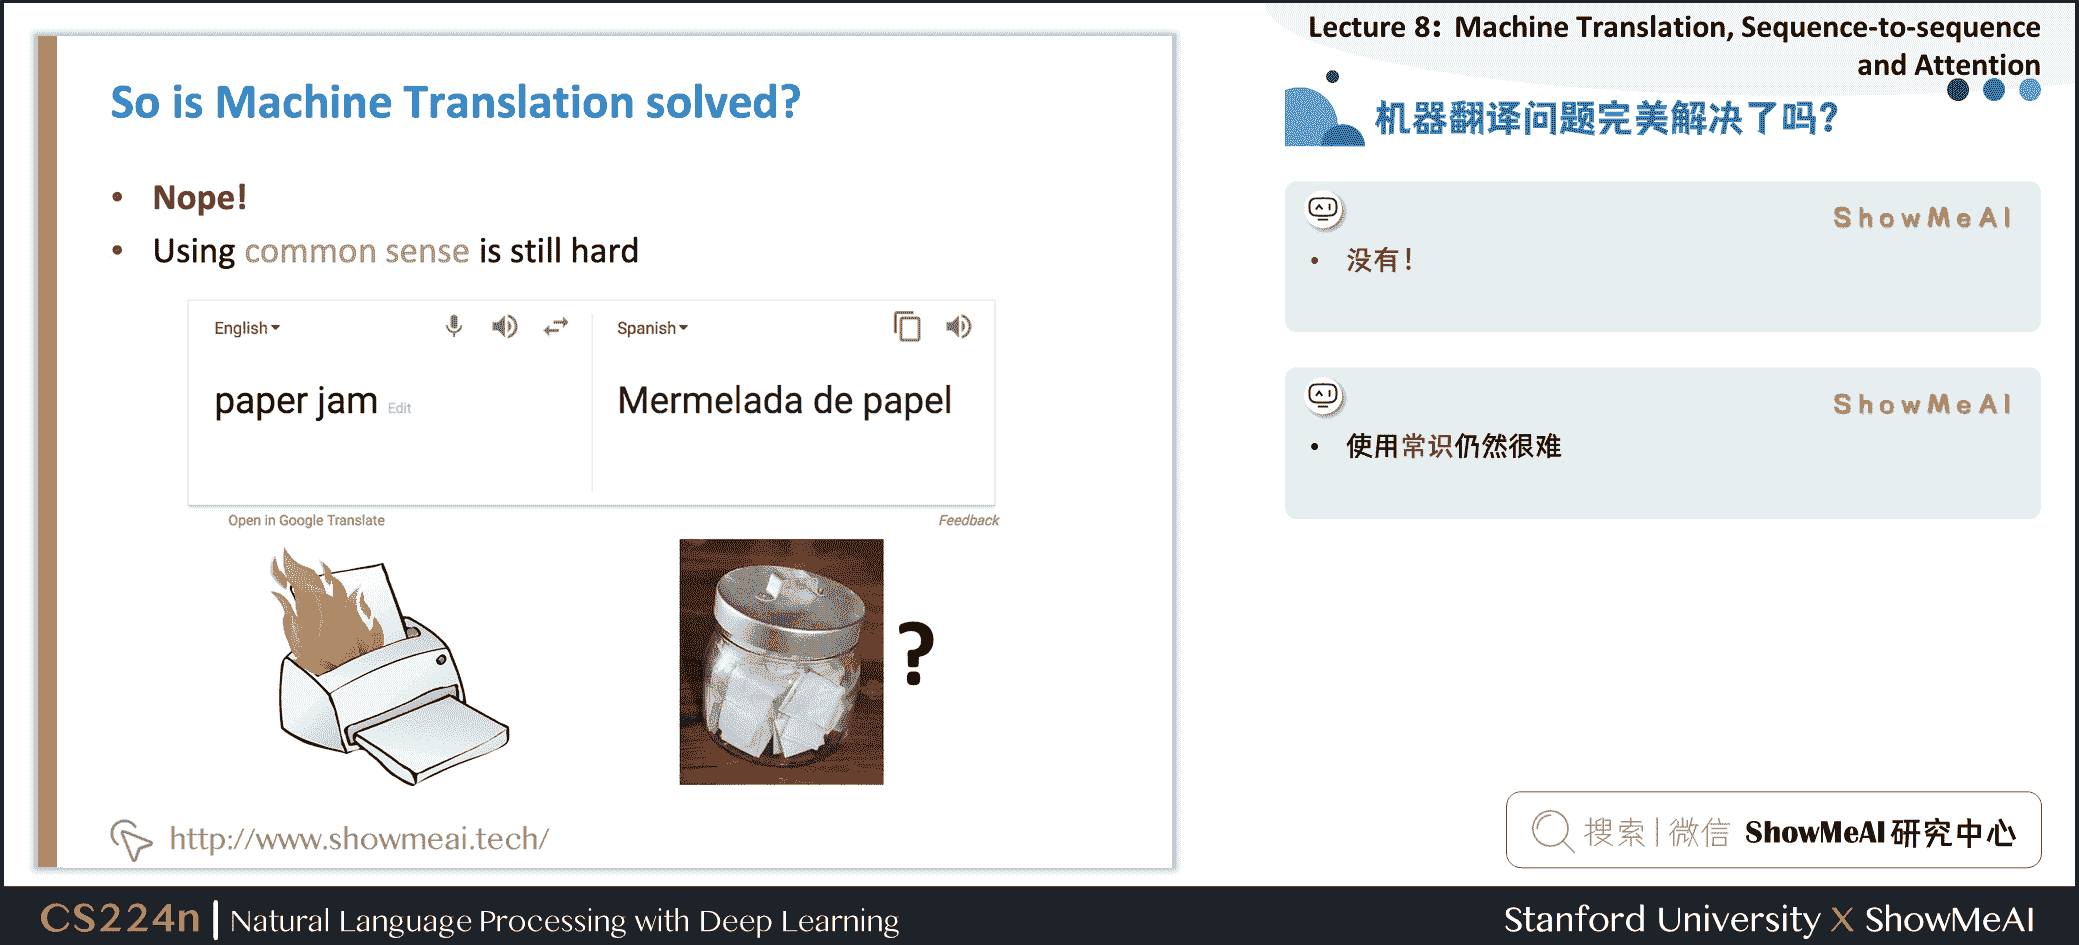 Lecture 8: Machine Translation, Sequence-to-sequence
and Attention
So is Machine Translation solved?
• Nope!
• Using common sense is still hard
English
Spanish
paper jam Edit
Mermelada de papel
Open in Google Translate
Feedback
?
http://www.showmeai.tech/
机器翻译问题完美解决了吗？
ShowMeAI
• 没有！
ShowMeAI
• 使用常识仍然很难
搜索 | 微信 ShowMeAI 研究中心
CS224n | Natural Language Processing with Deep Learning
Stanford University X ShowMeAI